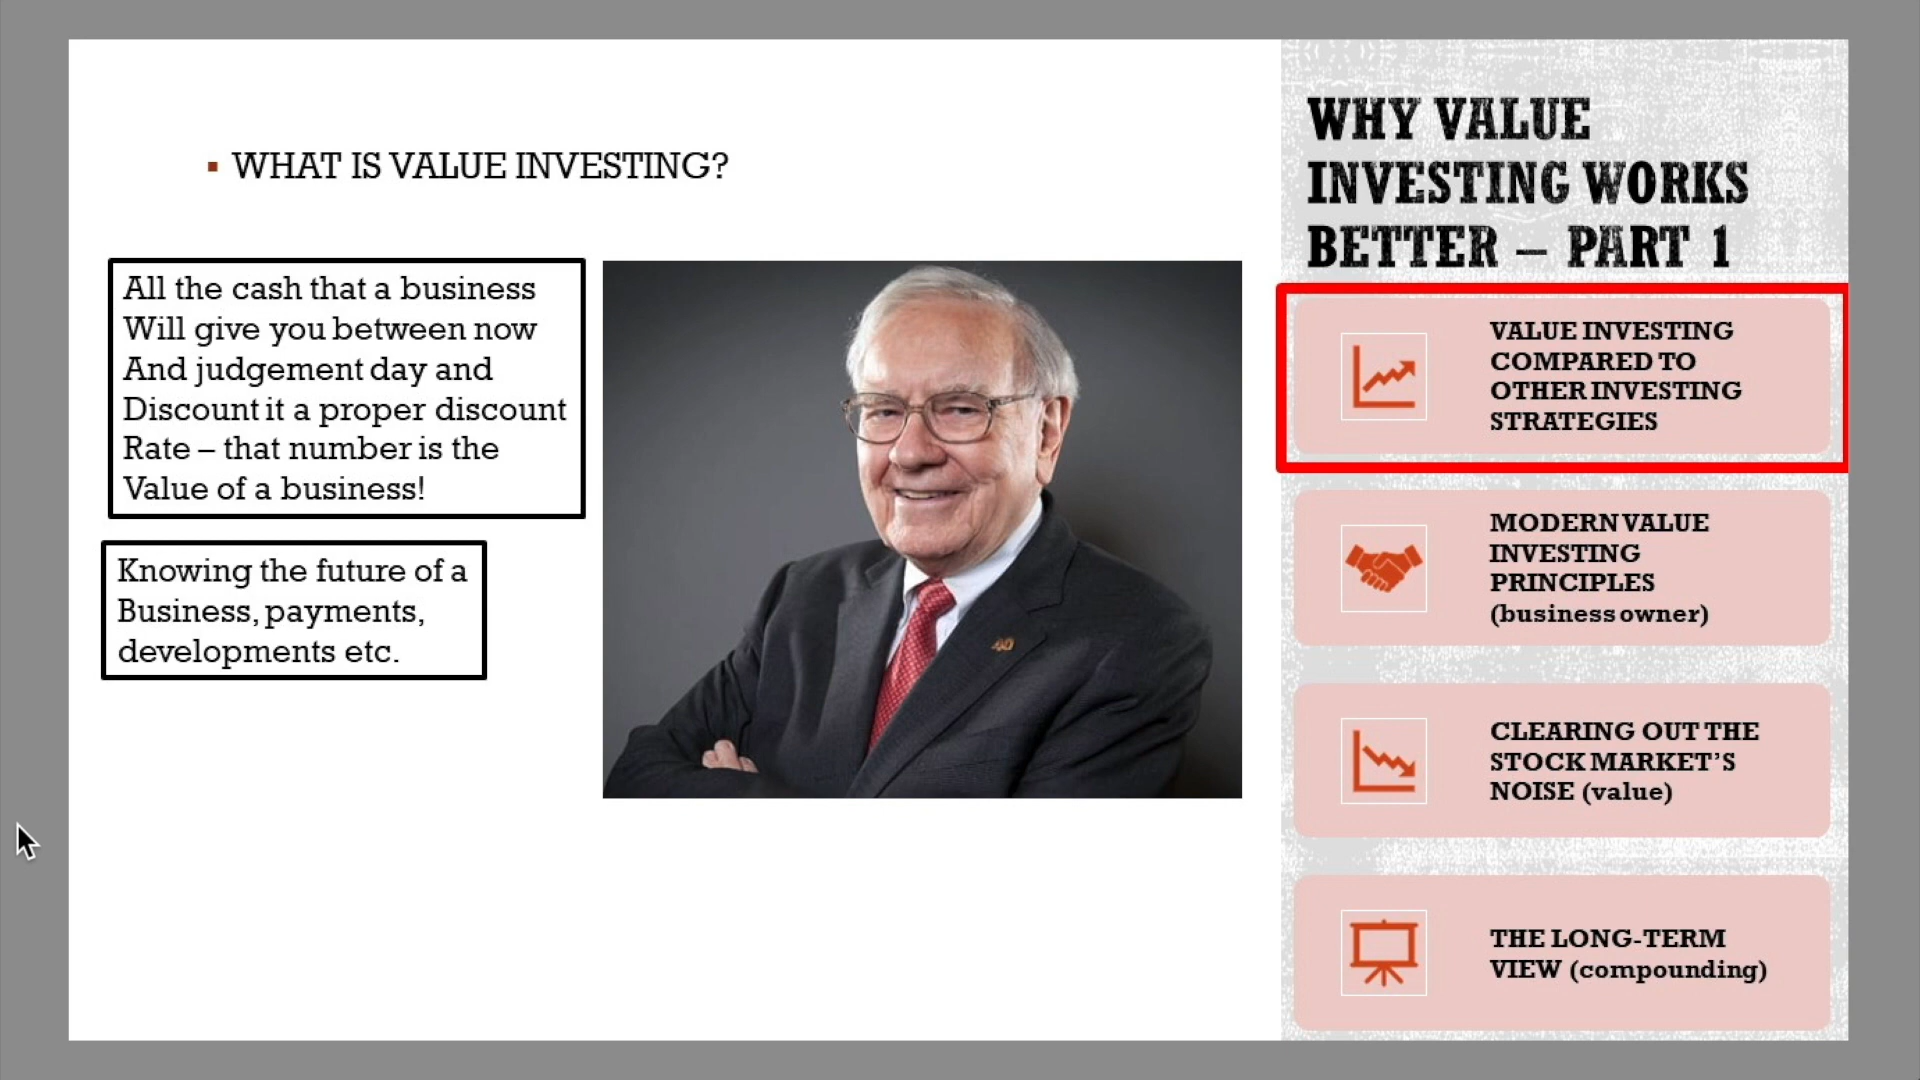 WHAT IS VALUE INVESTING?
All the cash that a business
Will give you between now
And judgement day and
Discount it a proper discount
Rate – that number is the
Value of a business!
Knowing the future of a
Business, payments,
developments etc.
WHY VALUE
INVESTING WORKS
BETTER – PART 1
VALUE INVESTING
COMPARED TO
OTHER INVESTING
STRATEGIES
MODERN VALUE
INVESTING
PRINCIPLES
(business owner)
CLEARING OUT THE
STOCK MARKET’S
NOISE (value)
THE LONG-TERM
VIEW (compounding)